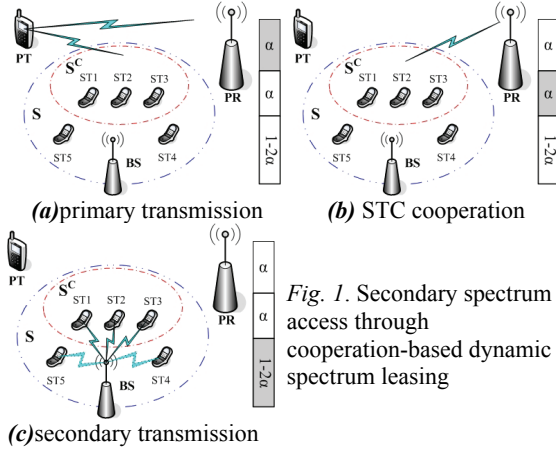 PT
S^C
ST1 ST2 ST3
S
ST5
ST4
BS
PR
α
α
1-2α
(a)primary transmission
PT
S^C
ST1 ST2 ST3
S
ST5
ST4
BS
PR
α
α
1-2α
(b) STC cooperation
PT
S^C
ST1 ST2 ST3
S
ST5
ST4
BS
PR
α
α
1-2α
(c)secondary transmission
Fig. 1. Secondary spectrum
access through
cooperation-based dynamic
spectrum leasing